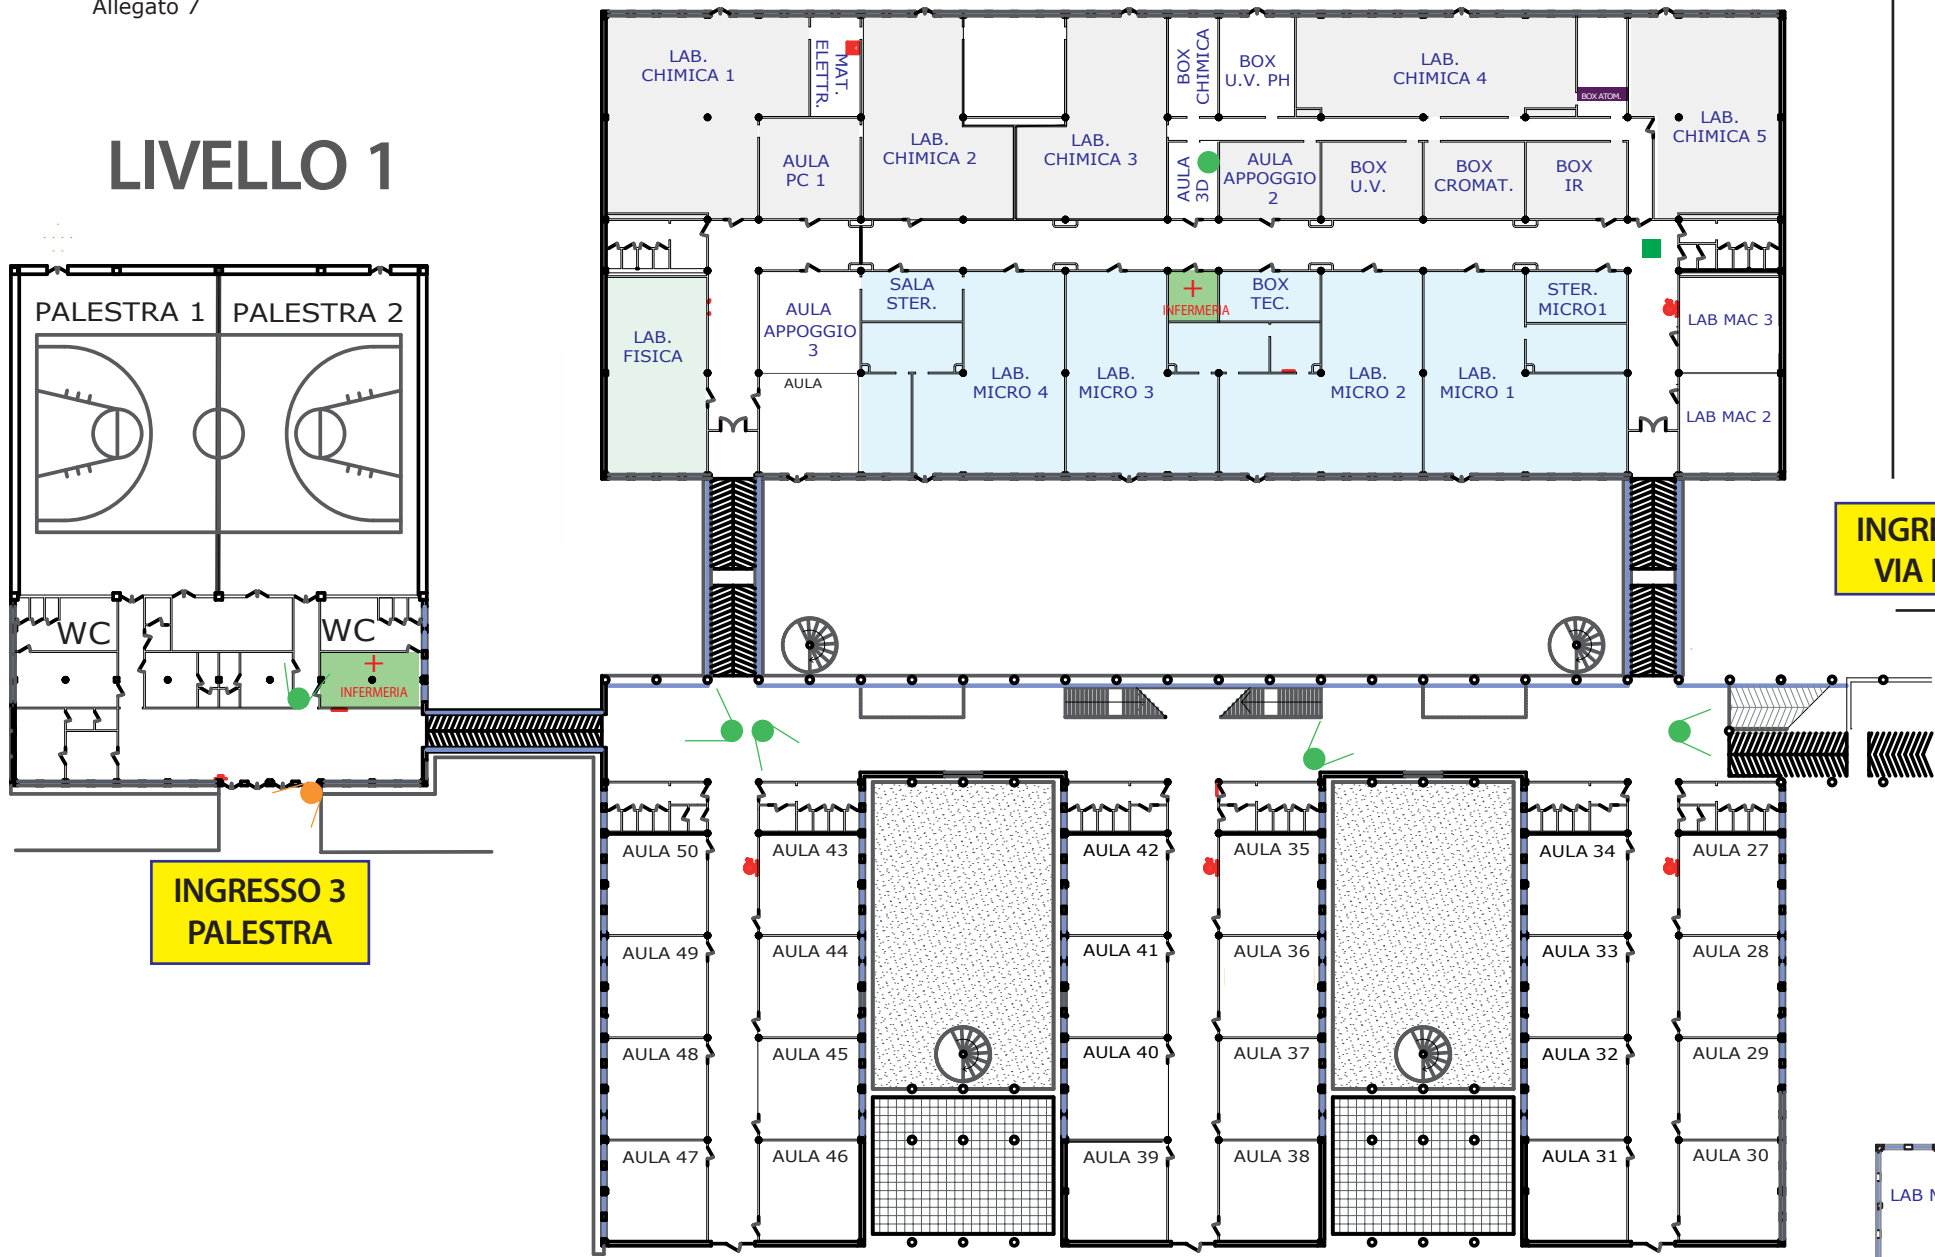 Allegato 7
LIVELLO 1
LAB.
CHIMICA 1
MAT.
ELETTR.
AULA
PC 1
LAB.
CHIMICA 2
LAB.
CHIMICA 3
BOX
CHIMICA
BOX
U.V. PH
LAB.
CHIMICA 4
BOX ATOM.
LAB.
CHIMICA 5
AULA
3D
AULA
APPOGGIO
2
BOX
U.V.
BOX
CROMAT.
BOX
IR
PALESTRA 1
PALESTRA 2
LAB.
FISICA
AULA
APPOGGIO
3
AULA
SALA
STER.
LAB.
MICRO 4
LAB.
MICRO 3
INFERMERIA
BOX
TEC.
LAB.
MICRO 2
LAB.
MICRO 1
STER.
MICRO1
LAB MAC 3
LAB MAC 2
VIA
WC
WC
INFERMERIA
INGRESSO 3
PALESTRA
AULA 50
AULA 43
AULA 42
AULA 35
AULA 34
AULA 27
AULA 49
AULA 44
AULA 41
AULA 36
AULA 33
AULA 28
AULA 48
AULA 45
AULA 40
AULA 37
AULA 32
AULA 29
AULA 47
AULA 46
AULA 39
AULA 38
AULA 31
AULA 30
LAB